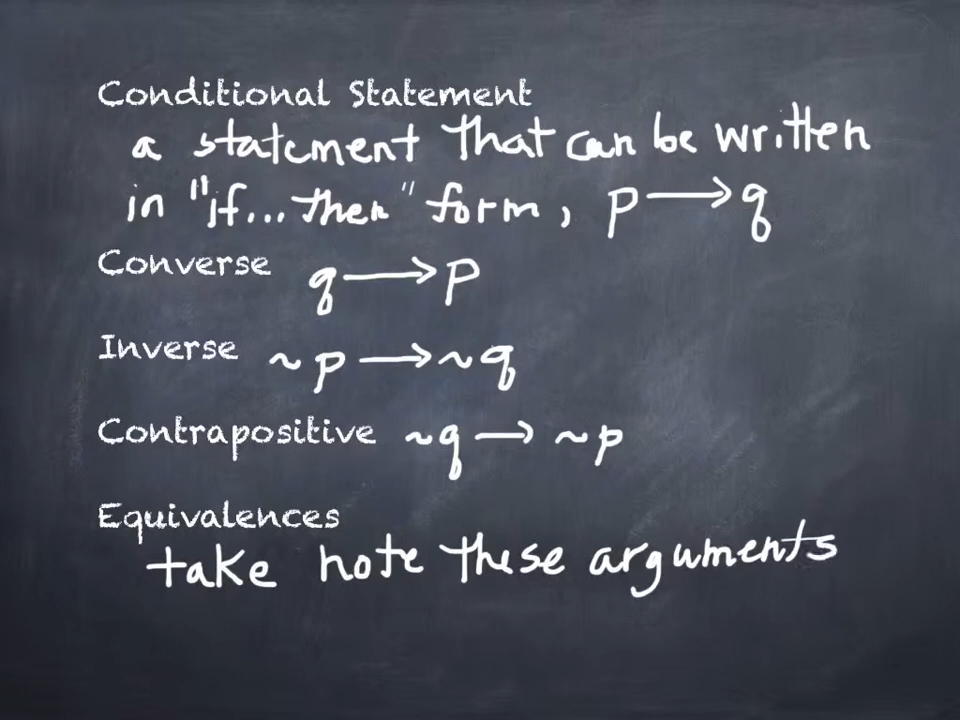 Conditional Statement
a statement that can be written
in "if...then" form, p → q
Converse q → p
Inverse ~p → ~q
Contrapositive ~q → ~p
Equivalences
take note these arguments